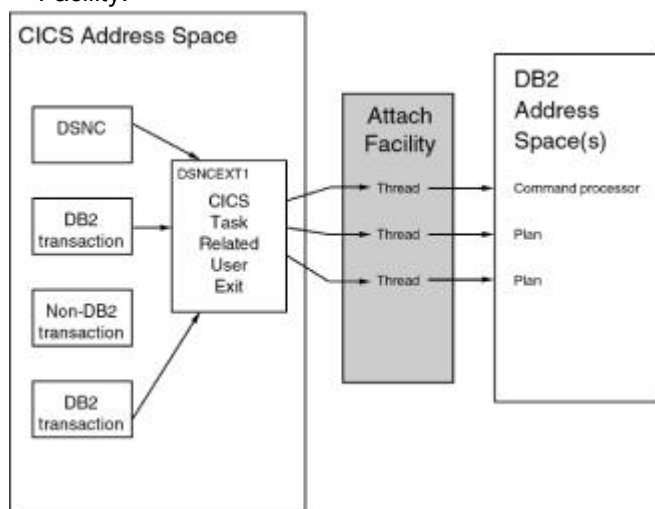 Facility.
CICS Address Space
DSNC
DB2
transaction
Non-DB2
transaction
DB2
transaction
DSNCEXT1
CICS
Task
Related
User
Exit
Attach
Facility
Thread
Thread
Thread
DB2
Address
Space(s)
Command processor
Plan
Plan